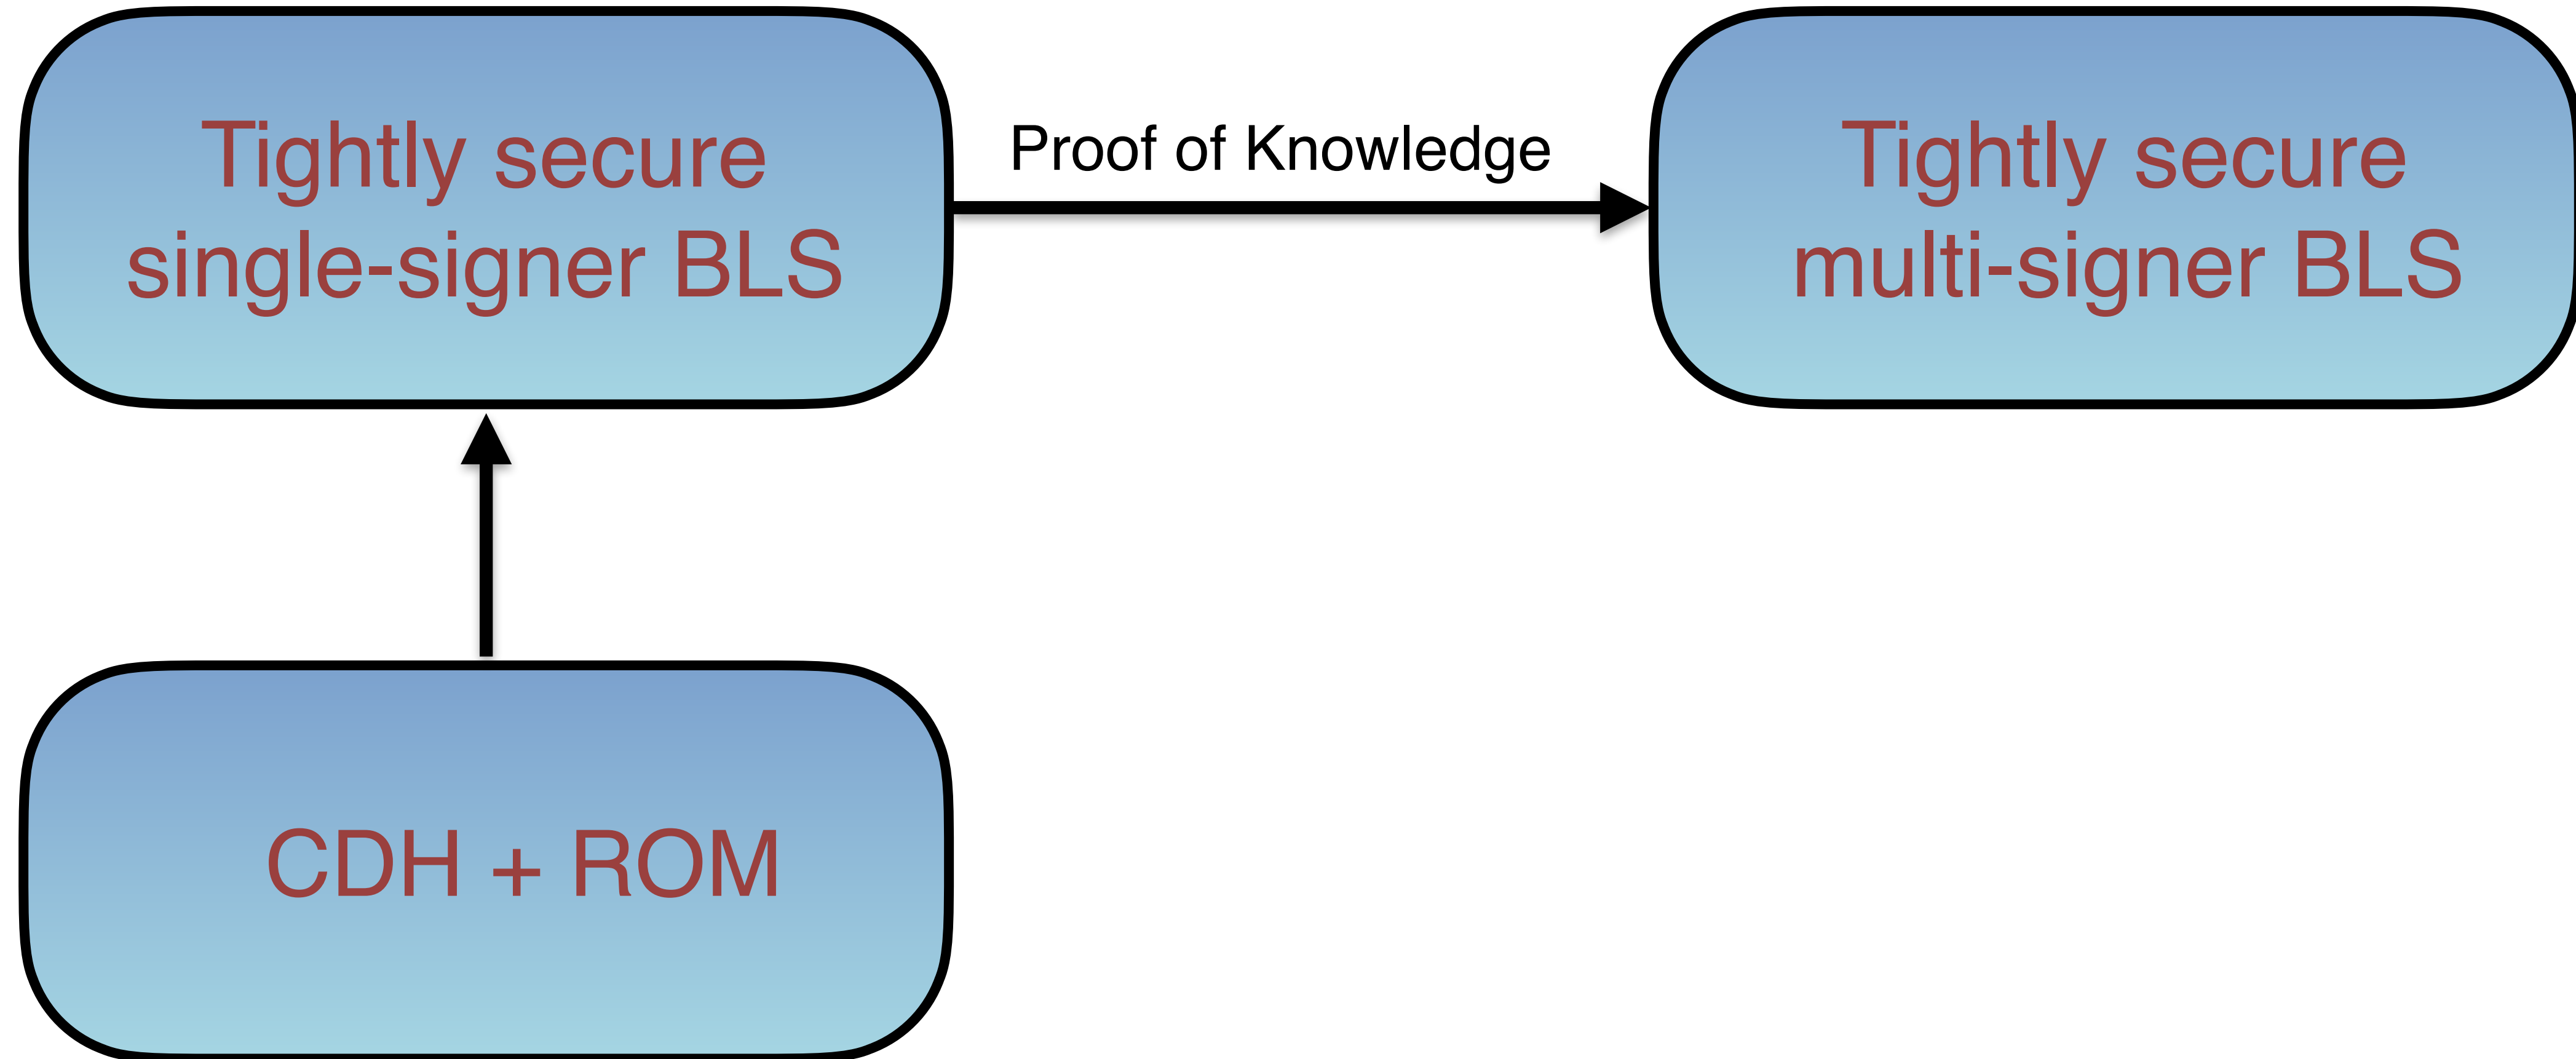 Tightly secure
single-signer BLS
Proof of Knowledge
Tightly secure
multi-signer BLS
CDH + ROM